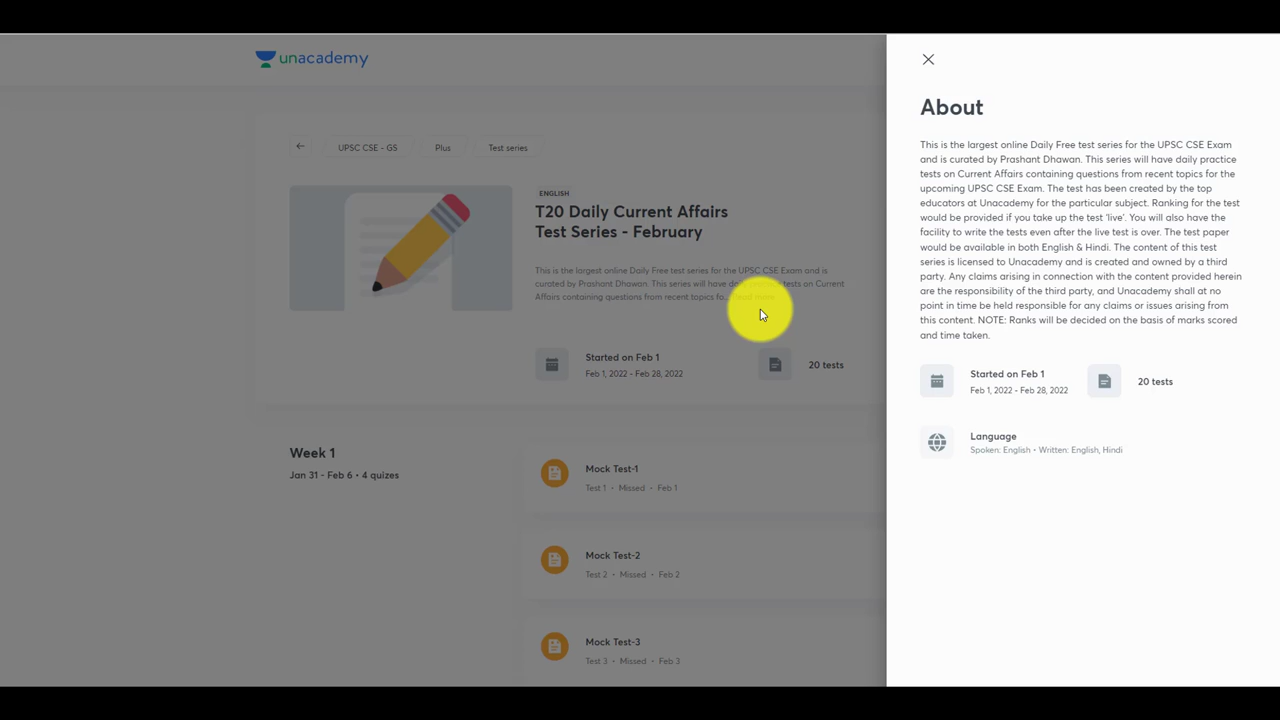 unacademy
UPSC CSE - GS
Plus
Test series
ENGLISH
T20 Daily Current Affairs
Test Series - February
This is the largest online Daily Free test series for the UPSC CSE Exam and is
curated by Prashant Dhawan. This series will have daily practice tests on Current
Affairs containing questions from recent topics fo... Read more
Started on Feb 1
Feb 1, 2022 - Feb 28, 2022
20 tests
Week 1
Jan 31 - Feb 6 • 4 quizes
Mock Test-1
Test 1 • Missed • Feb 1
Mock Test-2
Test 2 • Missed • Feb 2
Mock Test-3
Test 3 • Missed • Feb 3
About
This is the largest online Daily Free test series for the UPSC CSE Exam
and is curated by Prashant Dhawan. This series will have daily practice
tests on Current Affairs containing questions from recent topics for the
upcoming UPSC CSE Exam. The test has been created by the top
educators at Unacademy for the particular subject. Ranking for the test
would be provided if you take up the test 'live'. You will also have the
facility to write the tests even after the live test is over. The test paper
would be available in both English & Hindi. The content of this test
series is licensed to Unacademy and is created and owned by a third
party. Any claims arising in connection with the content provided herein
are the responsibility of the third party, and Unacademy shall at no
point in time be held responsible for any claims or issues arising from
this content. NOTE: Ranks will be decided on the basis of marks scored
and time taken.
Started on Feb 1
Feb 1, 2022 - Feb 28, 2022
20 tests
Language
Spoken: English • Written: English, Hindi